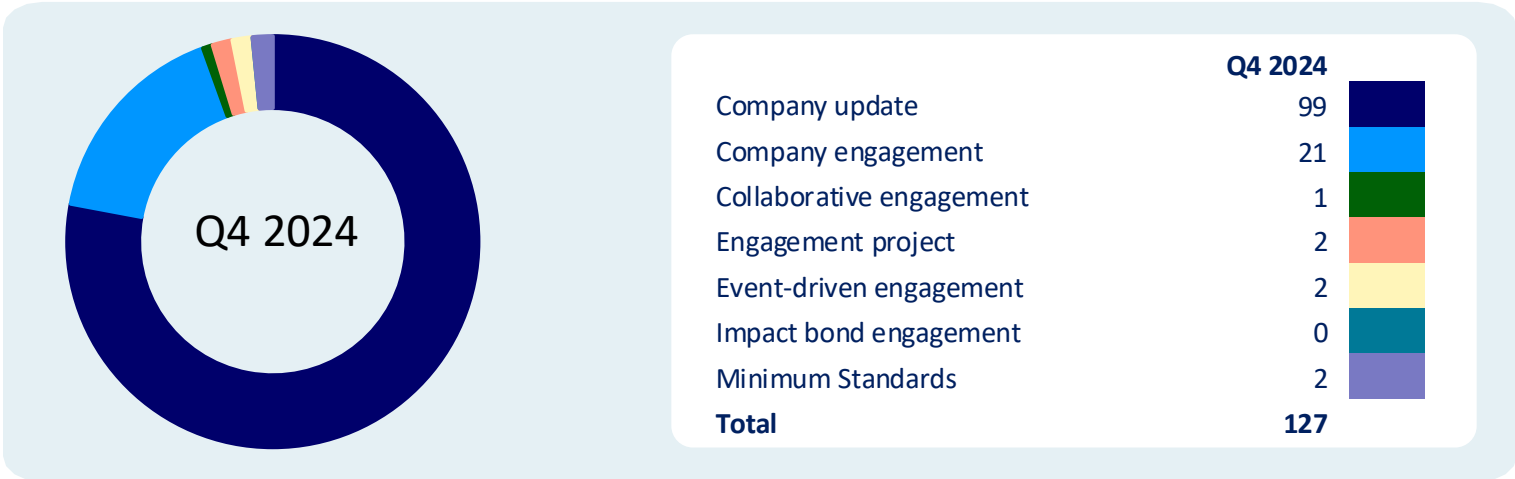 Q4 2024
Q4 2024
Company update 99
Company engagement 21
Collaborative engagement 1
Engagement project 2
Event-driven engagement 2
Impact bond engagement 0
Minimum Standards 2
Total 127